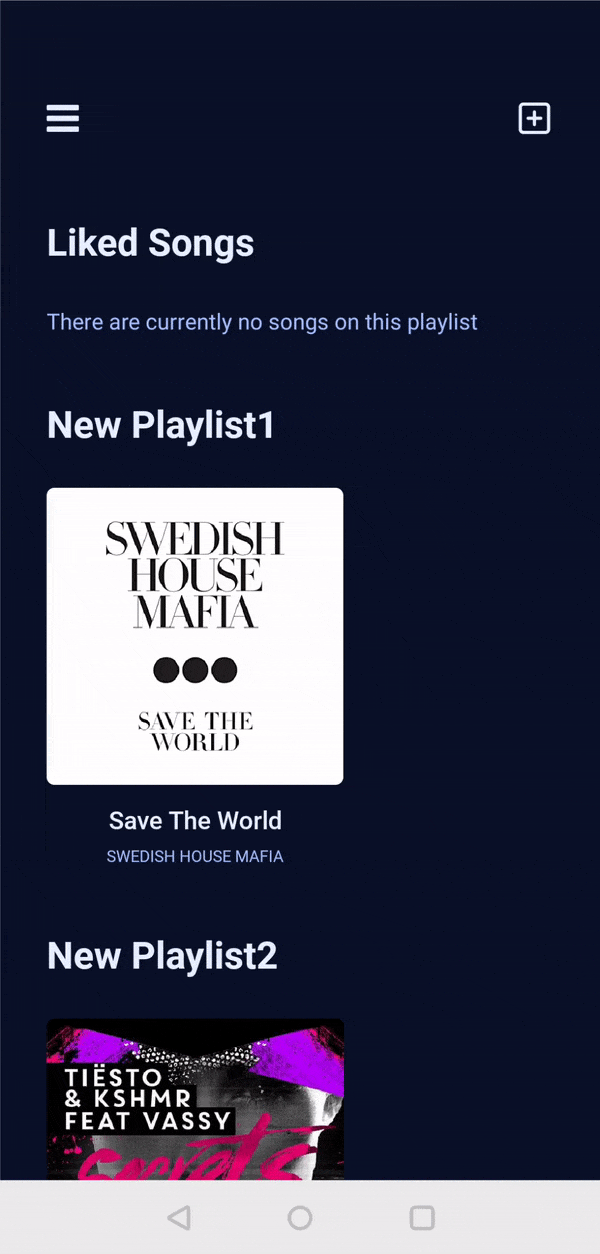 Liked Songs
There are currently no songs on this playlist
New Playlist1
SWEDISH
HOUSE
MAFIA
SAVE THE
WORLD
Save The World
SWEDISH HOUSE MAFIA
New Playlist2
TIËSTO
& KSHMR
FEAT VASSY
secrets